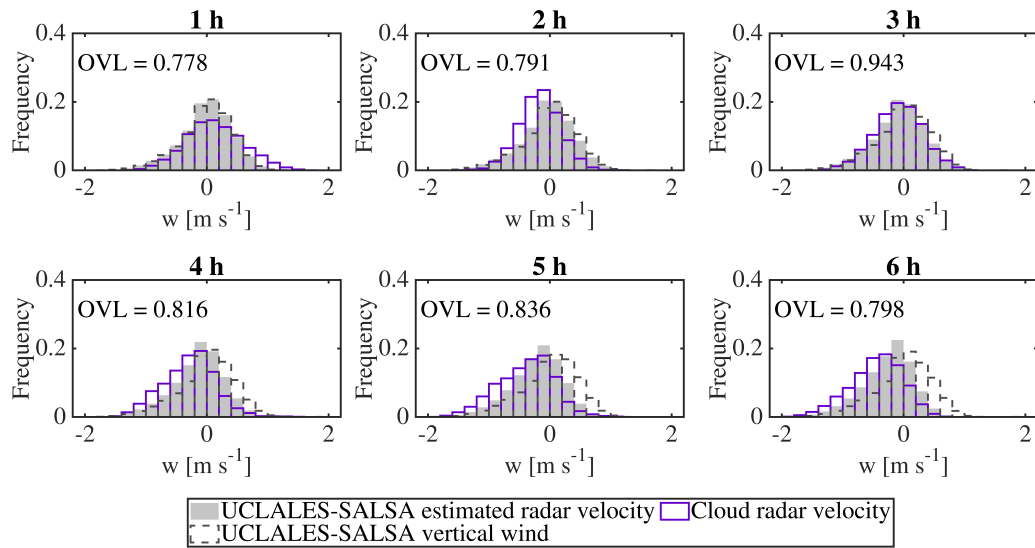 1 h
2 h
3 h
0.4
OVL = 0.778
0.2
0
Frequency
-2
0
2
w [m s-1]
0.4
OVL = 0.791
0.2
0
Frequency
-2
0
2
w [m s-1]
0.4
OVL = 0.943
0.2
0
Frequency
-2
0
2
w [m s-1]
4 h
5 h
6 h
0.4
OVL = 0.816
0.2
0
Frequency
-2
0
2
w [m s-1]
0.4
OVL = 0.836
0.2
0
Frequency
-2
0
2
w [m s-1]
0.4
OVL = 0.798
0.2
0
Frequency
-2
0
2
w [m s-1]
UCLALES-SALSA estimated radar velocity
Cloud radar velocity
UCLALES-SALSA vertical wind